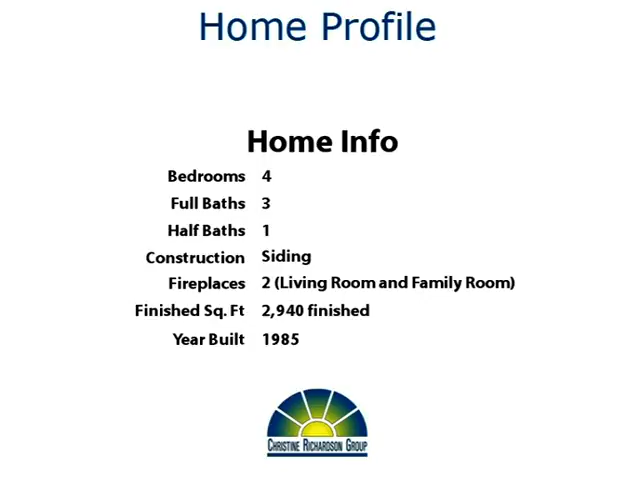 Home Profile
Home Info
Bedrooms 4
Full Baths 3
Half Baths 1
Construction Siding
Fireplaces 2 (Living Room and Family Room)
Finished Sq. Ft 2,940 finished
Year Built 1985
CHRISTINE RICHARDSON GROUP